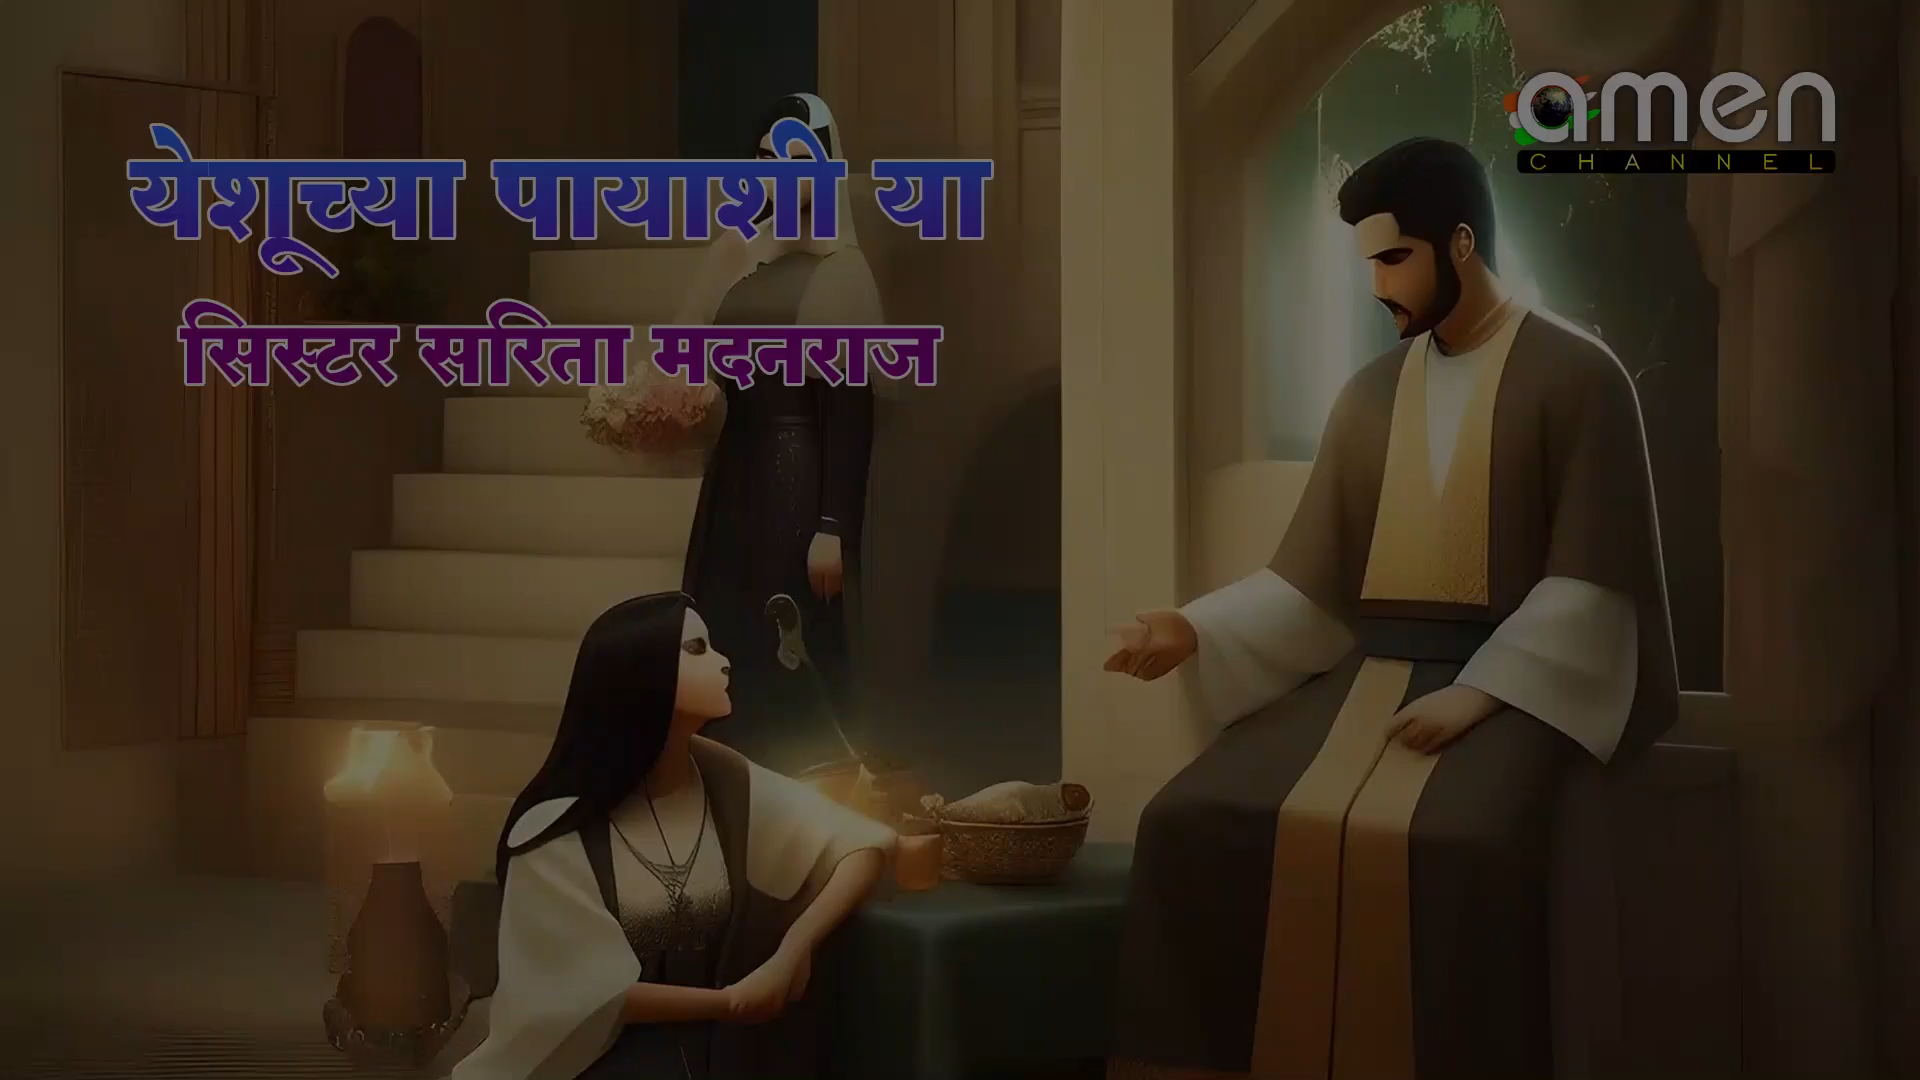 येशूच्या पायाशी या
सिस्टर सरिता मदनराज
amen
CHANNEL